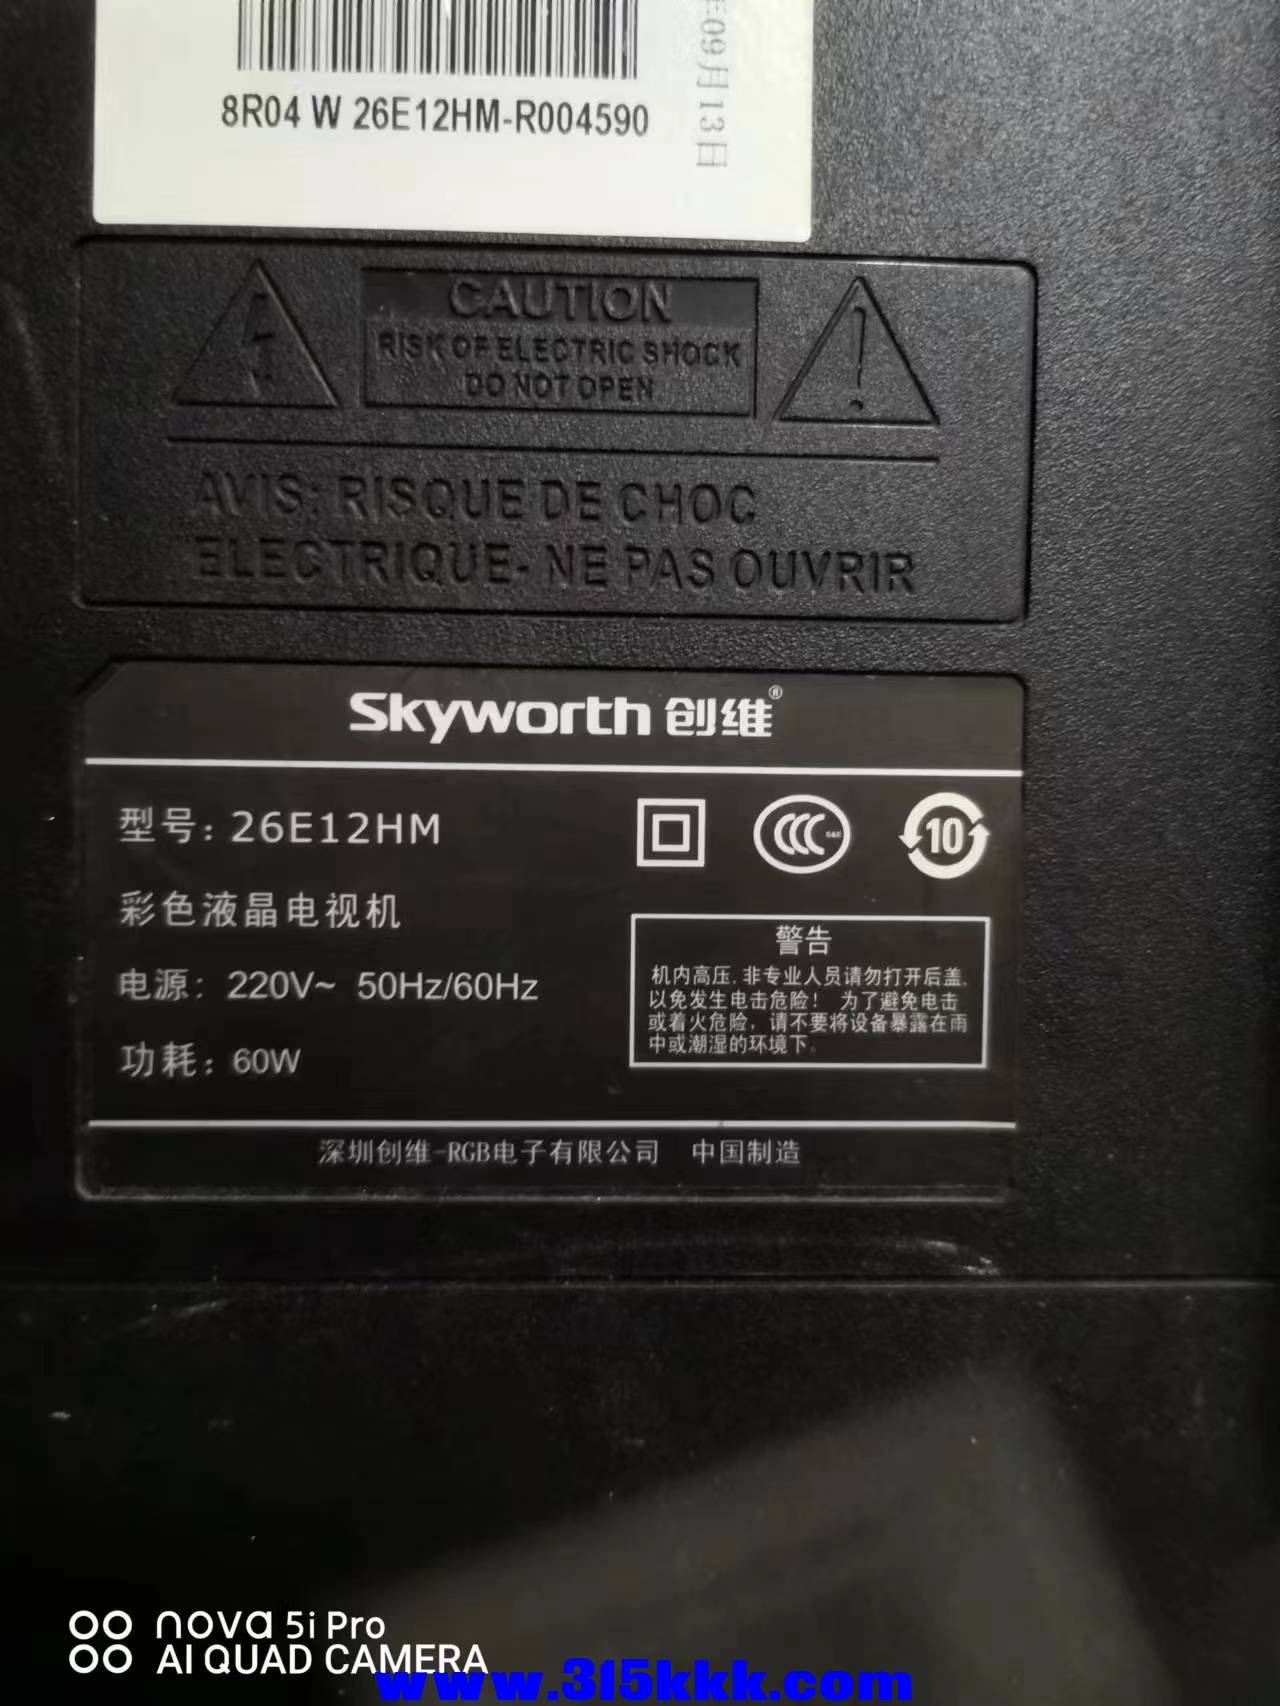 8R04 W 26E12HM-R004590
09月13日
CAUTION
RISK OF ELECTRIC SHOCK
DO NOT OPEN
AVIS: RISQUE DE CHOC
ELECTRIQUE- NE PAS OUVRIR
Skyworth 创维®
型号: 26E12HM
彩色液晶电视机
电源: 220V~ 50Hz/60Hz
功耗: 60W
CCC S&E
10
警告
机内高压,非专业人员请勿打开后盖,
以免发生电击危险! 为了避免电击
或着火危险, 请不要将设备暴露在雨
中或潮湿的环境下。
深圳创维-RGB电子有限公司 中国制造
nova 5i Pro
AI QUAD CAMERA
www.315kkk.com